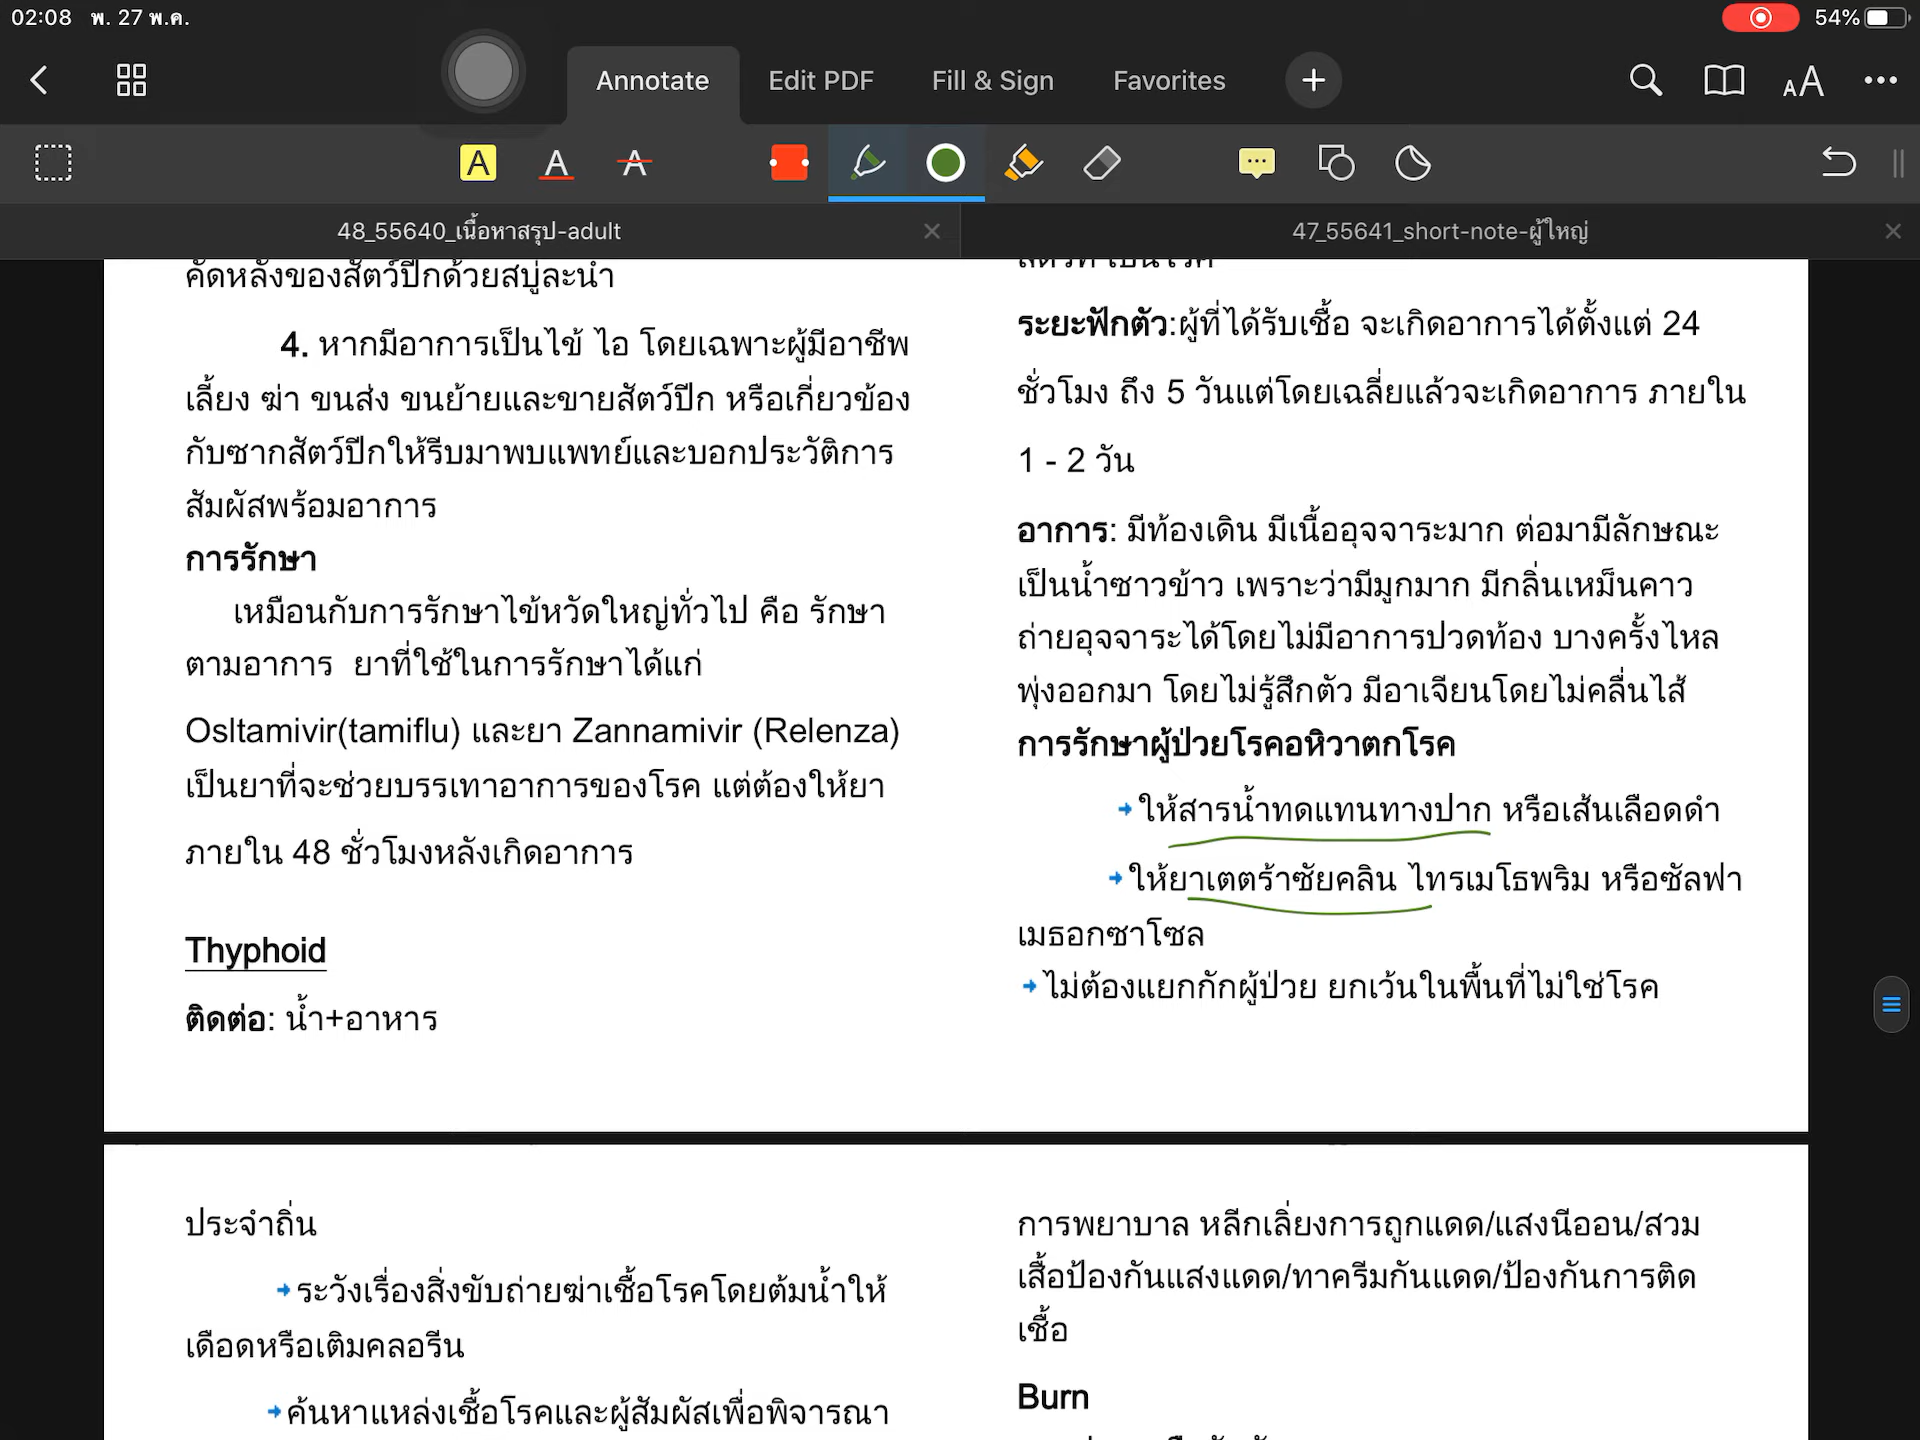 02:08 พ. 27 พ.ค.
54%
Annotate
Edit PDF
Fill & Sign
Favorites
48_55640_เนื้อหาสรุป-adult
47_55641_short-note-ผู้ใหญ่
คัดหลั่งของสัตว์ปีกด้วยสบู่ละน้ำ
4. หากมีอาการเป็นไข้ ไอ โดยเฉพาะผู้มีอาชีพ
เลี้ยง ฆ่า ขนส่ง ขนย้ายและขายสัตว์ปีก หรือเกี่ยวข้อง
กับซากสัตว์ปีกให้รีบมาพบแพทย์และบอกประวัติการ
สัมผัสพร้อมอาการ
การรักษา
เหมือนกับการรักษาไข้หวัดใหญ่ทั่วไป คือ รักษา
ตามอาการ ยาที่ใช้ในการรักษาได้แก่
Osltamivir(tamiflu) และยา Zannamivir (Relenza)
เป็นยาที่จะช่วยบรรเทาอาการของโรค แต่ต้องให้ยา
ภายใน 48 ชั่วโมงหลังเกิดอาการ
Thyphoid
ติดต่อ: น้ำ+อาหาร
ระยะฟักตัว:ผู้ที่ได้รับเชื้อ จะเกิดอาการได้ตั้งแต่ 24
ชั่วโมง ถึง 5 วันแต่โดยเฉลี่ยแล้วจะเกิดอาการ ภายใน
1 - 2 วัน
อาการ: มีท้องเดิน มีเนื้ออุจจาระมาก ต่อมามีลักษณะ
เป็นน้ำซาวข้าว เพราะว่ามีมูกมาก มีกลิ่นเหม็นคาว
ถ่ายอุจจาระได้โดยไม่มีอาการปวดท้อง บางครั้งไหล
พุ่งออกมา โดยไม่รู้สึกตัว มีอาเจียนโดยไม่คลื่นไส้
การรักษาผู้ป่วยโรคอหิวาตกโรค
ให้สารน้ำทดแทนทางปาก หรือเส้นเลือดดำ
ให้ยาเตตร้าซัยคลิน ไทรเมโธพริม หรือซัลฟา
เมธอกซาโซล
ไม่ต้องแยกกักผู้ป่วย ยกเว้นในพื้นที่ไม่ใช่โรค
ประจำถิ่น
ระวังเรื่องสิ่งขับถ่ายฆ่าเชื้อโรคโดยต้มน้ำให้
เดือดหรือเติมคลอรีน
ค้นหาแหล่งเชื้อโรคและผู้สัมผัสเพื่อพิจารณา
การพยาบาล หลีกเลิ่ยงการถูกแดด/แสงนีออน/สวม
เสื้อป้องกันแสงแดด/ทาครีมกันแดด/ป้องกันการติด
เชื้อ
Burn